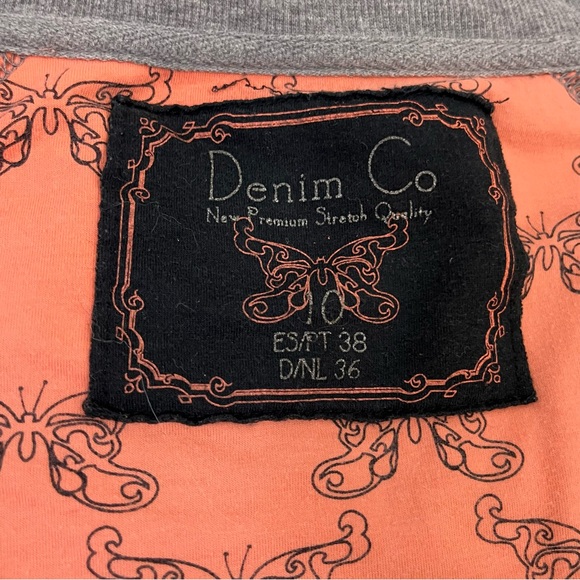 Denim Co
New Premium Stretch Quality
10
ES/PT 38
D/NL 36